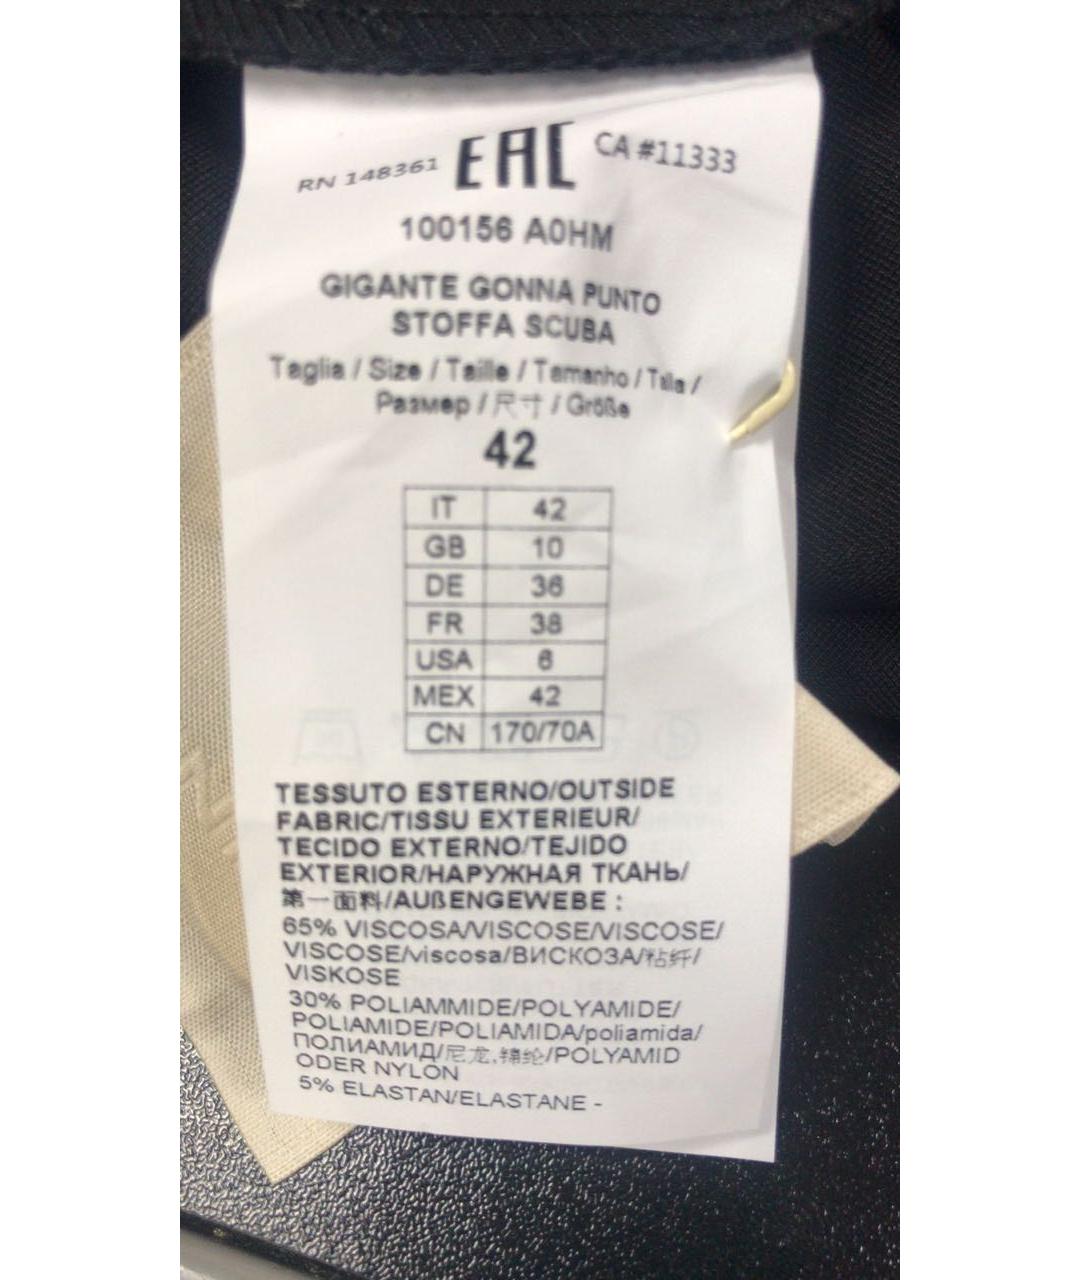 RN 148361 EAC CA #11333
100156 A0HM
GIGANTE GONNA PUNTO
STOFFA SCUBA
Taglia / Size / Taille / Tamanho / Talla /
Размер / 尺寸 / Größe
42
IT 42
GB 10
DE 36
FR 38
USA 6
MEX 42
CN 170/70A
TESSUTO ESTERNO/OUTSIDE
FABRIC/TISSU EXTERIEUR/
TECIDO EXTERNO/TEJIDO
EXTERIOR/НАРУЖНАЯ ТКАНЬ/
第一面料/AUßENGEWEBE :
65% VISCOSA/VISCOSE/VISCOSE/
VISCOSE/viscosa/ВИСКОЗА/粘纤/
VISKOSE
30% POLIAMMIDE/POLYAMIDE/
POLIAMIDE/POLIAMIDA/poliamida/
ПОЛИАМИД/尼龙,锦纶/POLYAMID
ODER NYLON
5% ELASTAN/ELASTANE -